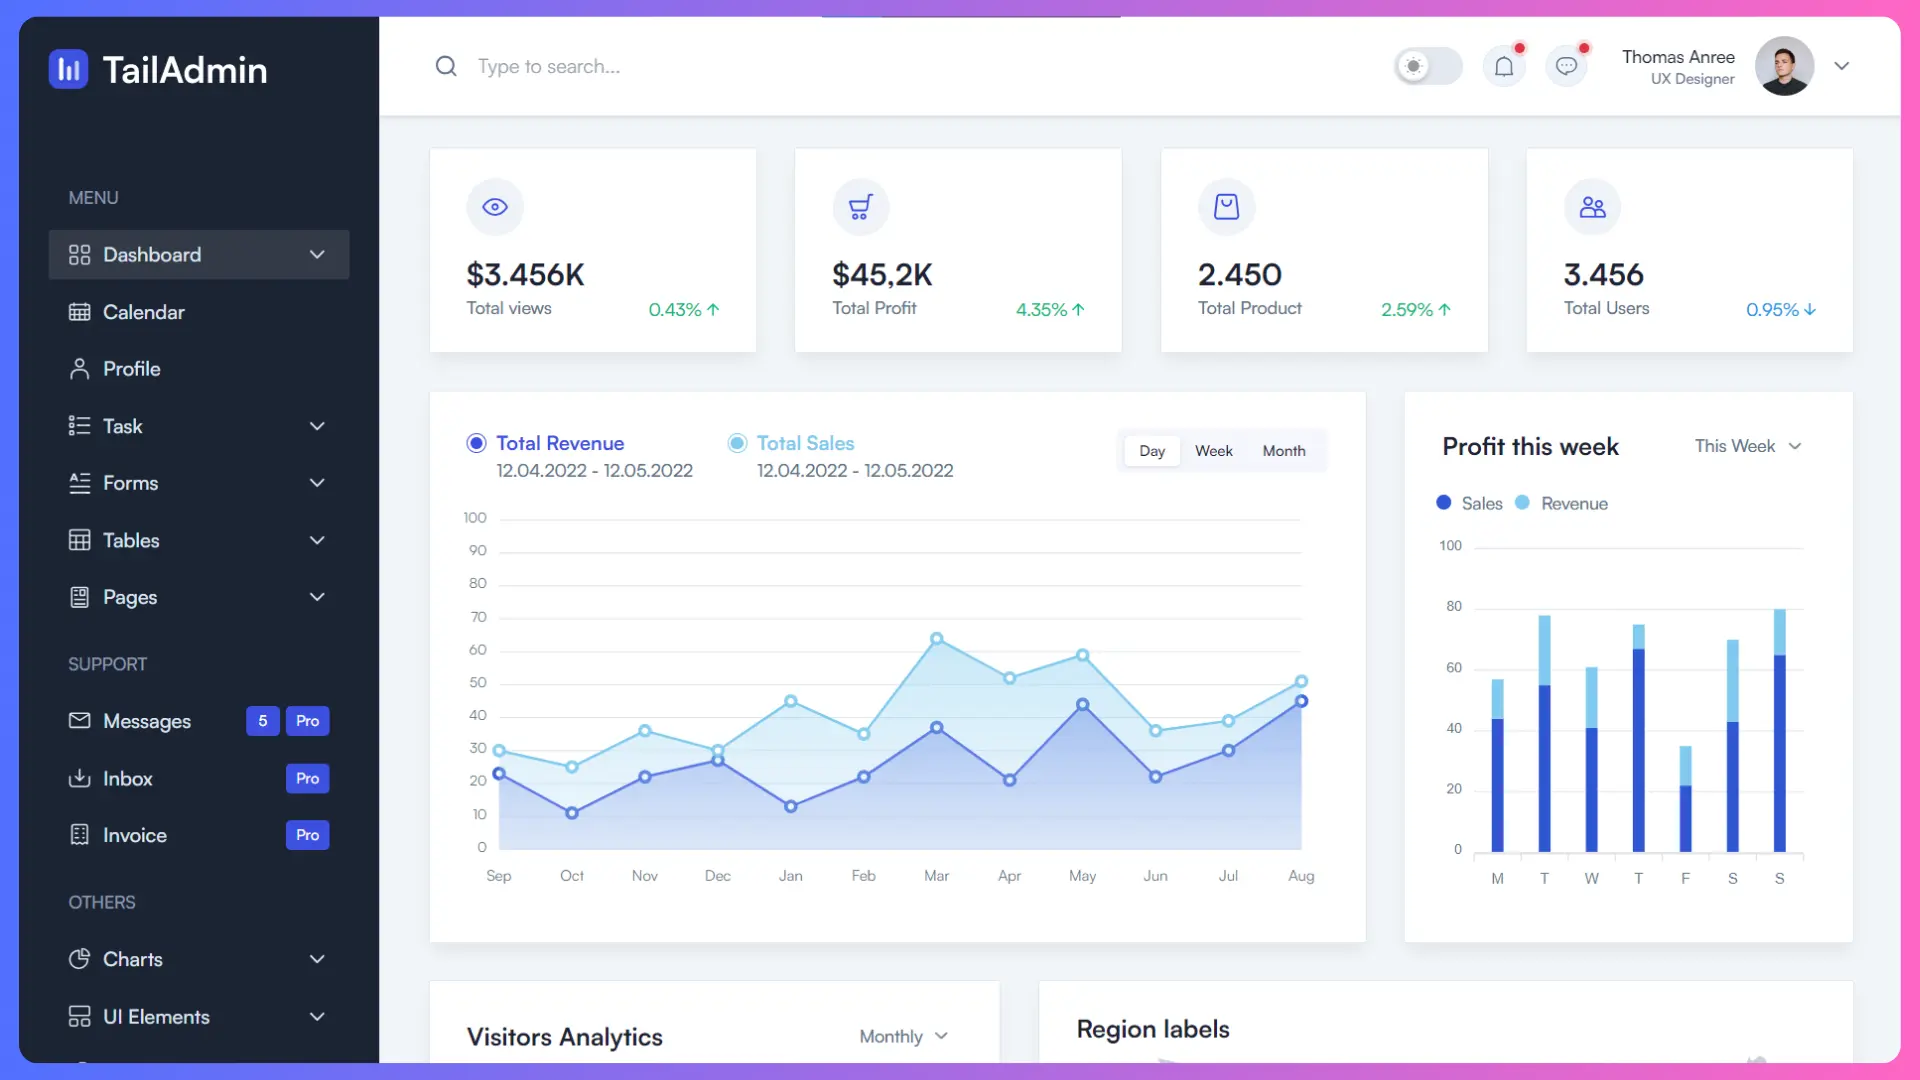 TailAdmin
Type to search...
Thomas Anree
UX Designer
MENU
Dashboard
Calendar
Profile
Task
Forms
Tables
Pages
SUPPORT
Messages 5 Pro
Inbox Pro
Invoice Pro
OTHERS
Charts
UI Elements
$3.456K
Total views 0.43%
$45,2K
Total Profit 4.35%
2.450
Total Product 2.59%
3.456
Total Users 0.95%
Total Revenue
12.04.2022 - 12.05.2022
Total Sales
12.04.2022 - 12.05.2022
Day Week Month
100
90
80
70
60
50
40
30
20
10
0
Sep Oct Nov Dec Jan Feb Mar Apr May Jun Jul Aug
Profit this week This Week
Sales Revenue
100
80
60
40
20
0
M T W T F S S
Visitors Analytics Monthly
Region labels